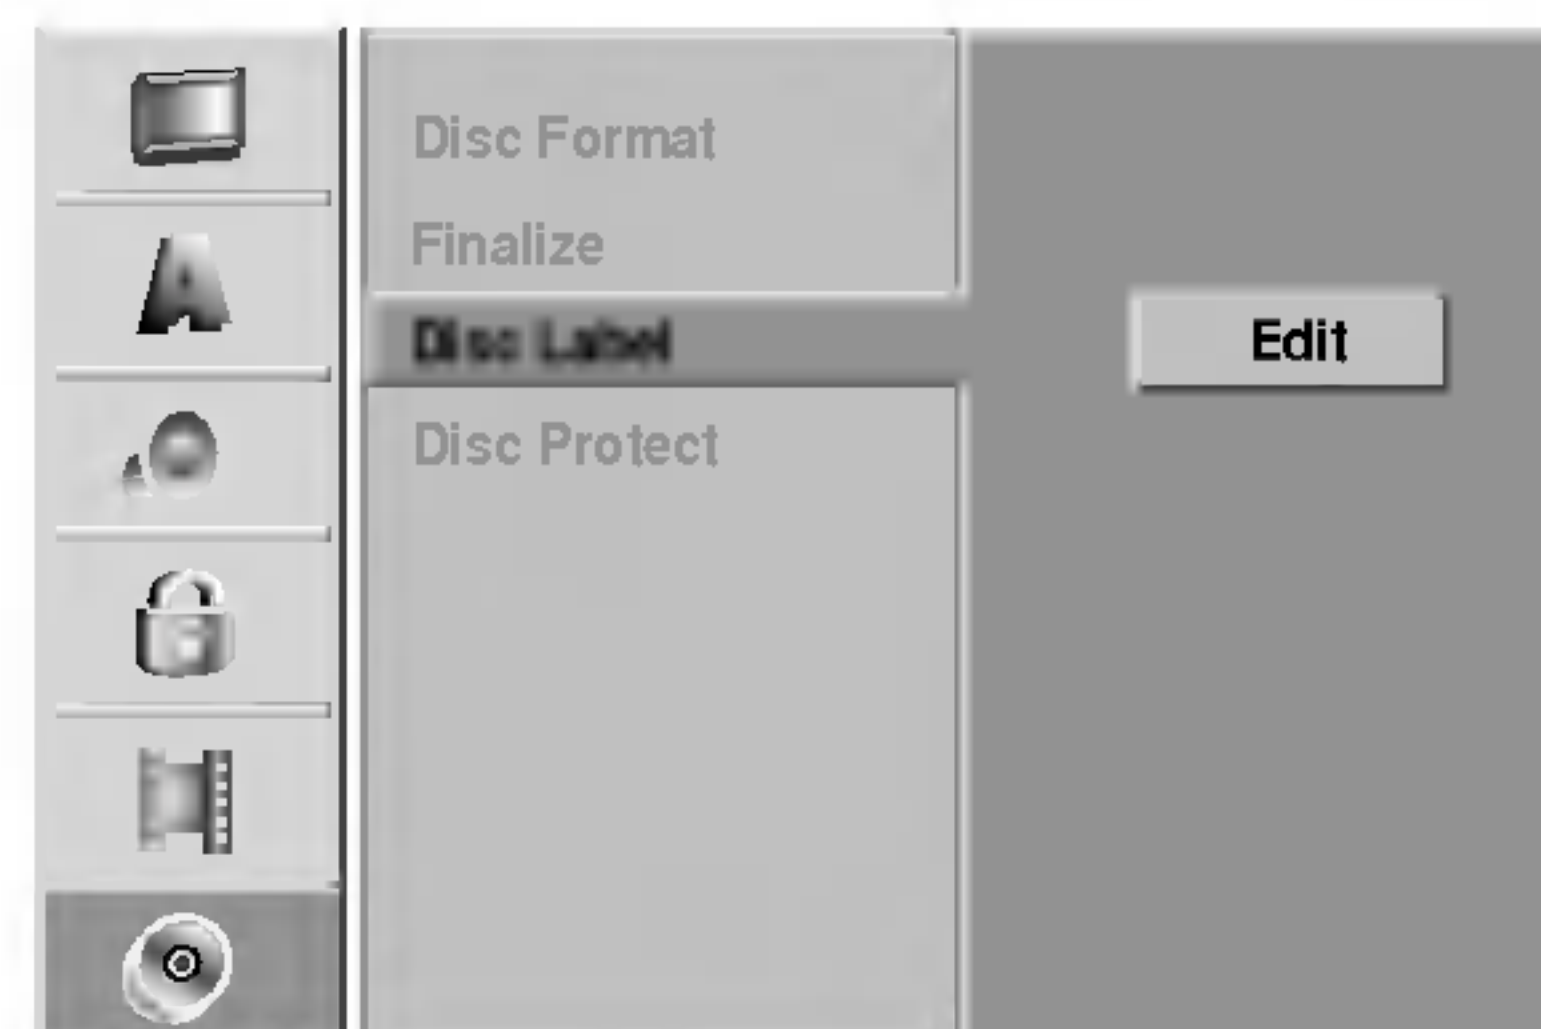 Disc Format
Finalize
Disc Label
Edit
Disc Protect